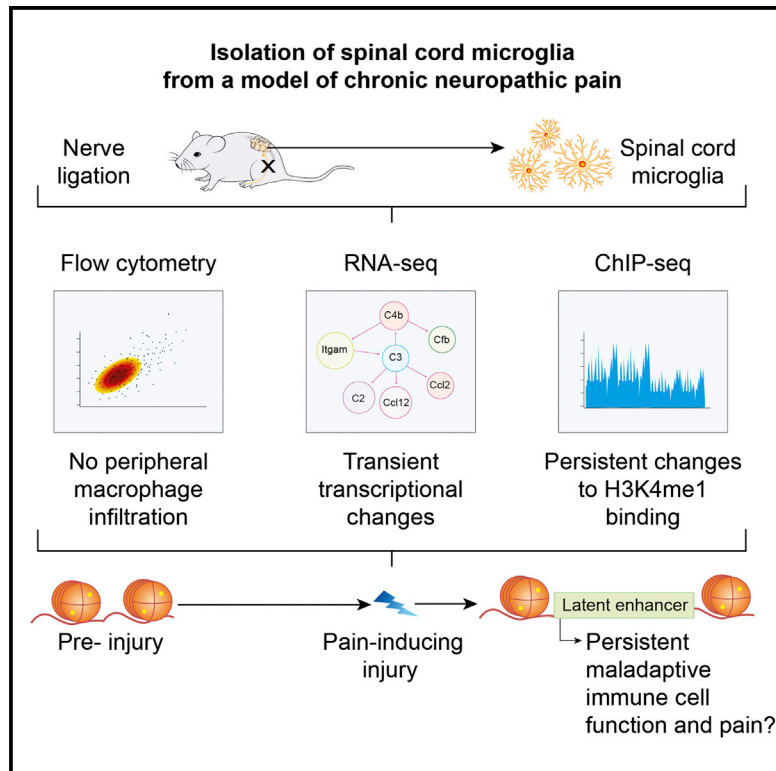 Isolation of spinal cord microglia
from a model of chronic neuropathic pain
Nerve
ligation
X
Spinal cord
microglia
Flow cytometry
RNA-seq
ChIP-seq
C4b
Cfb
Itgam
C3
Ccl2
C2
Ccl12
No peripheral
macrophage
infiltration
Transient
transcriptional
changes
Persistent changes
to H3K4me1
binding
Pre- injury
Pain-inducing
injury
Latent enhancer
Persistent
maladaptive
immune cell
function and pain?